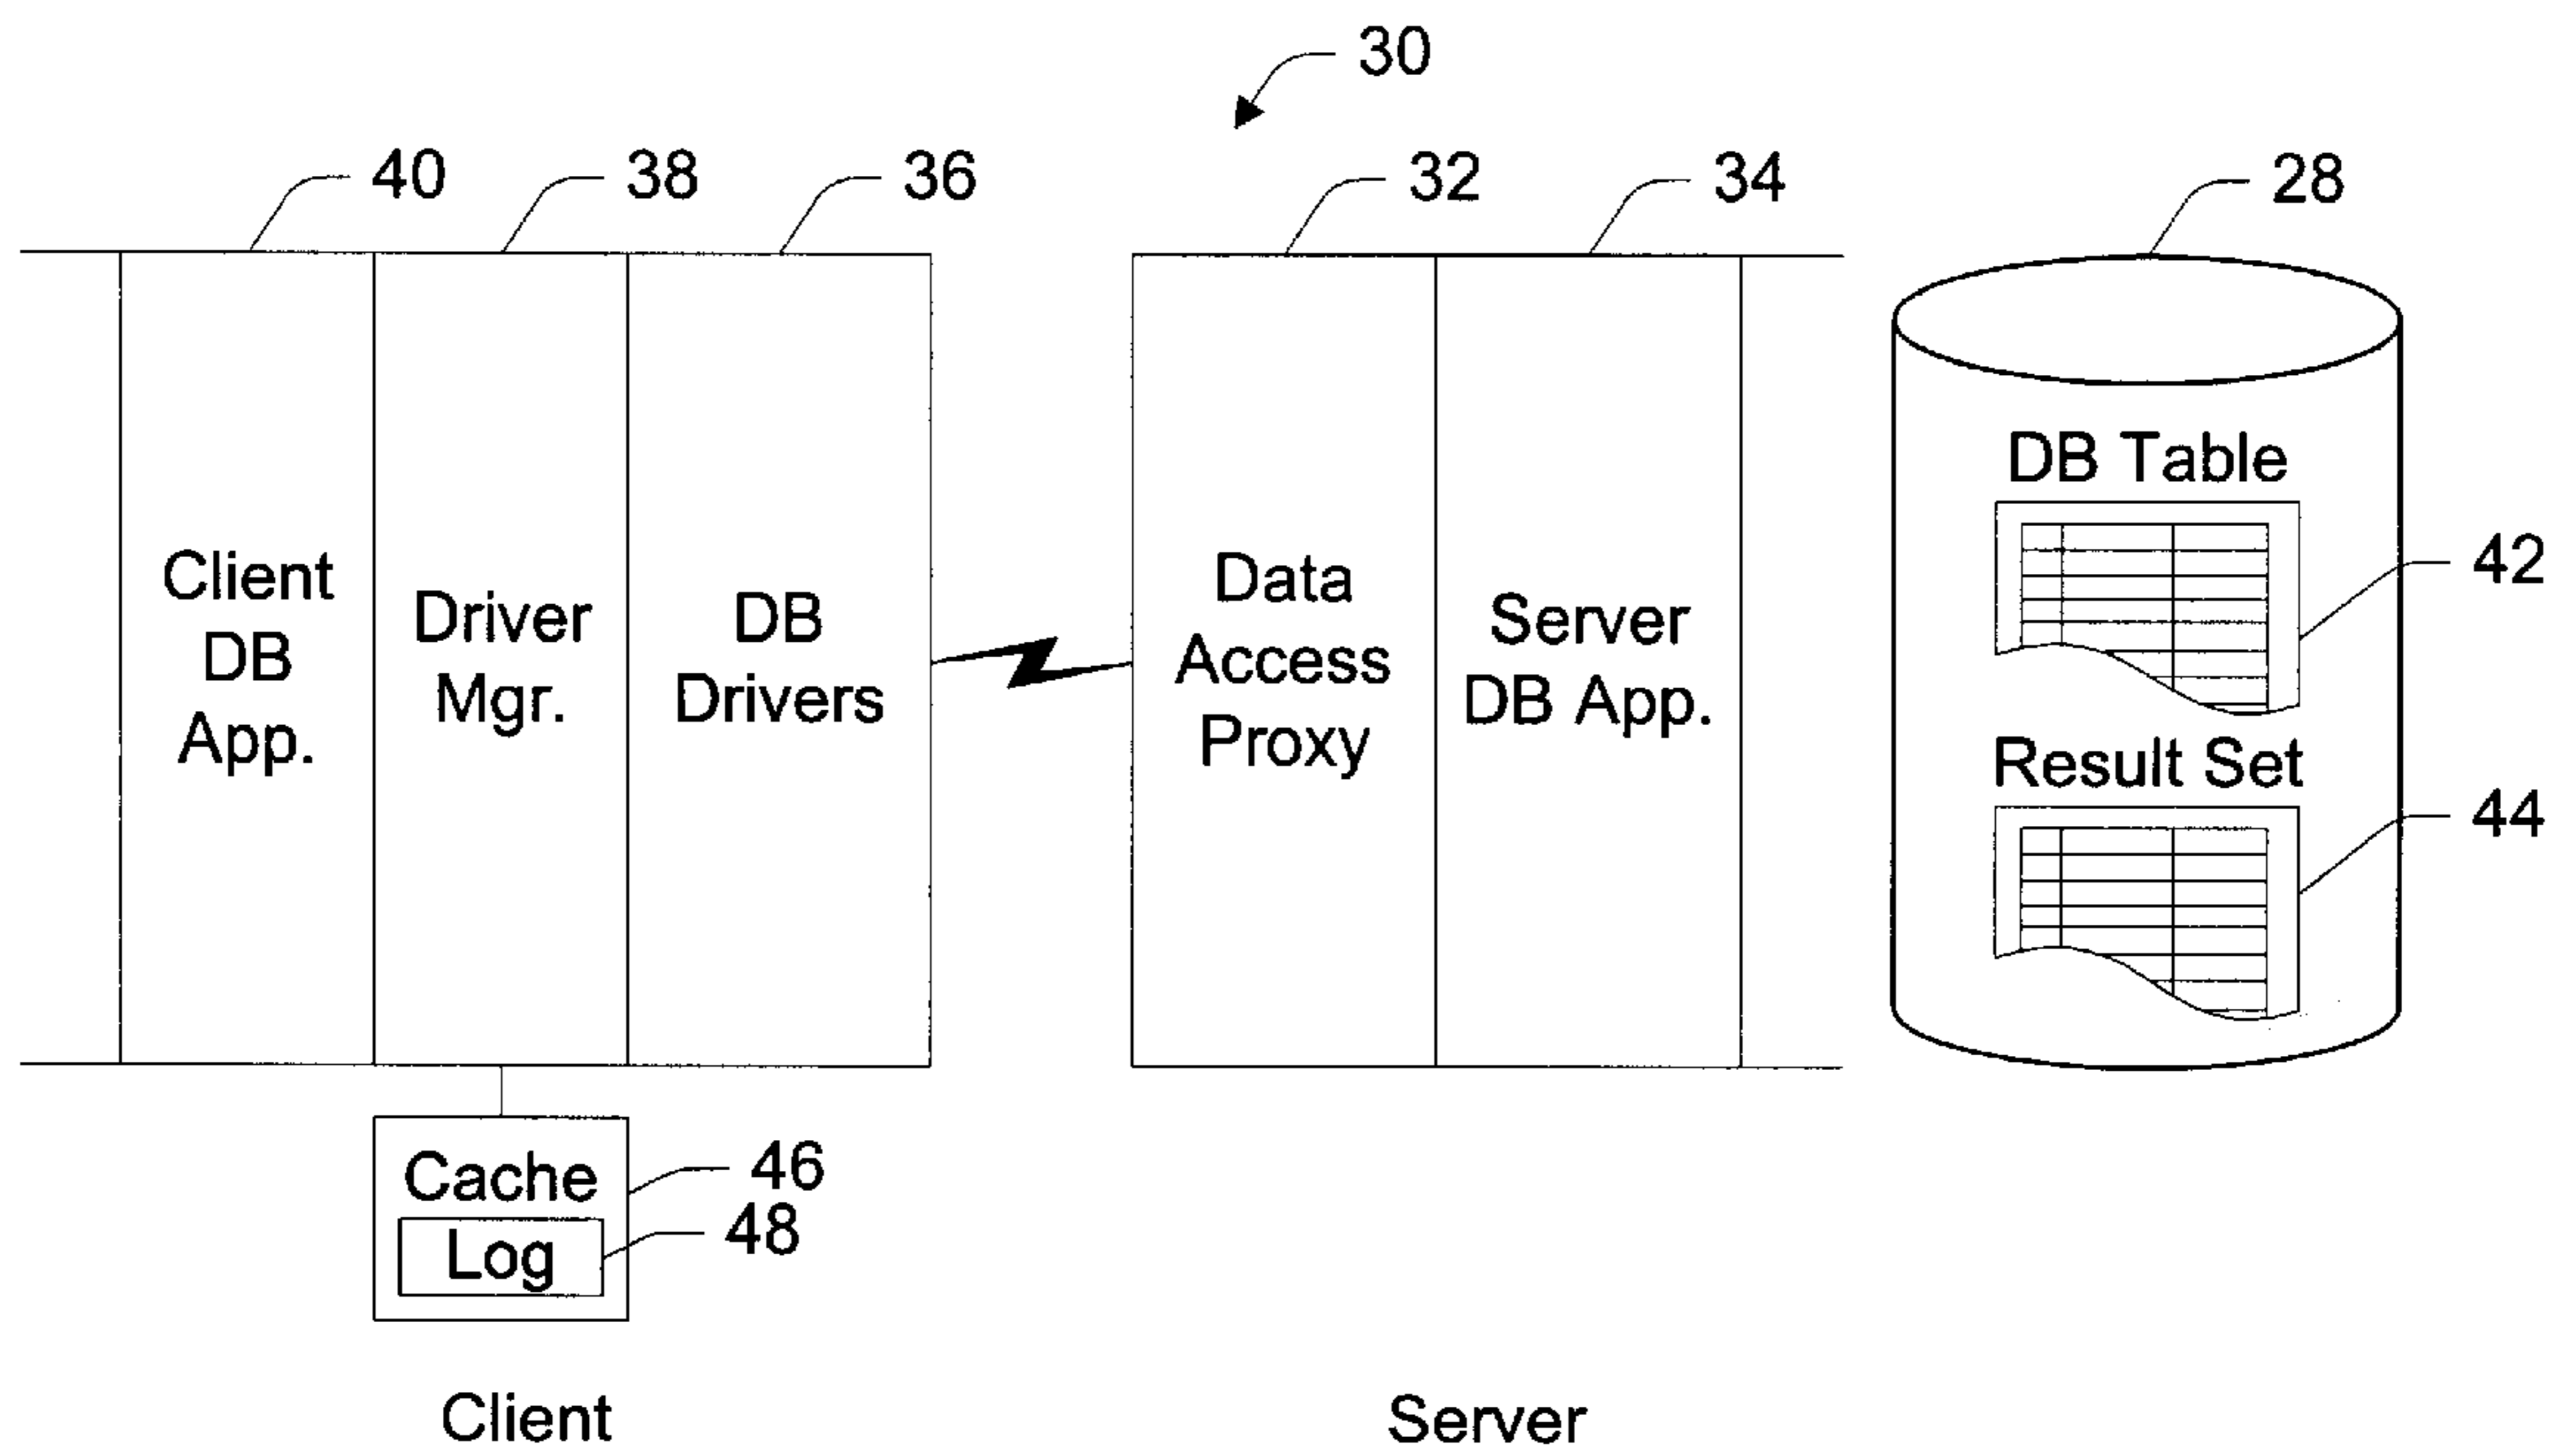 30
40
38
36
32
34
28
Client
DB
App.
Driver
Mgr.
DB
Drivers
Data
Access
Proxy
Server
DB App.
DB Table
42
Result Set
44
Cache
46
Log
48
Client
Server